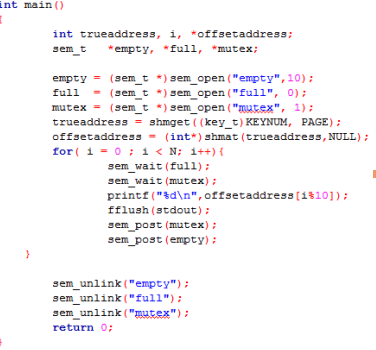 int main()
{
int trueaddress, i, *offsetaddress;
sem_t *empty, *full, *mutex;
empty = (sem_t *)sem_open("empty",10);
full = (sem_t *)sem_open("full", 0);
mutex = (sem_t *)sem_open("mutex", 1);
trueaddress = shmget((key_t)KEYNUM, PAGE);
offsetaddress = (int*)shmat(trueaddress,NULL);
for( i = 0 ; i < N; i++){
sem_wait(full);
sem_wait(mutex);
printf("%d\n",offsetaddress[i%10]);
fflush(stdout);
sem_post(mutex);
sem_post(empty);
}
sem_unlink("empty");
sem_unlink("full");
sem_unlink("mutex");
return 0;
}